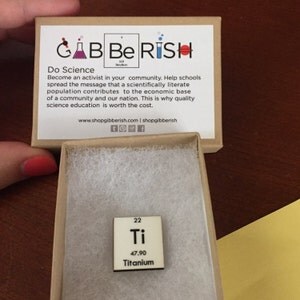 GIBBERISH
Do Science
Become an activist in your community. Help schools
spread the message that a scientifically literate
population contributes to the economic base
of a community and our nation. This is why quality
science education is worth the cost.
www.shopgibberish.com | shopgibberish
22
Ti
47.90
Titanium